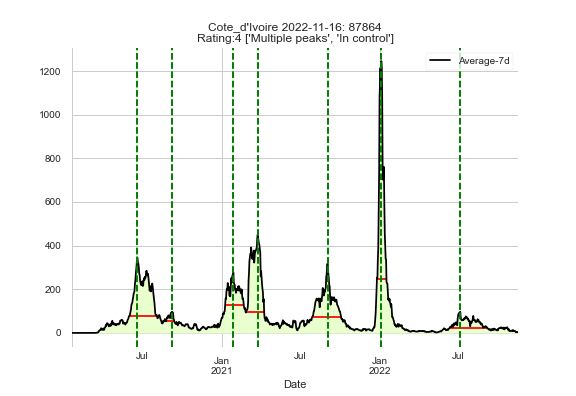 Cote_d'Ivoire 2022-11-16: 87864
Rating:4 ['Multiple peaks', 'In control']
Average-7d
1200
1000
800
600
400
200
0
Jul
Jan
2021
Jul
Jan
2022
Jul
Date